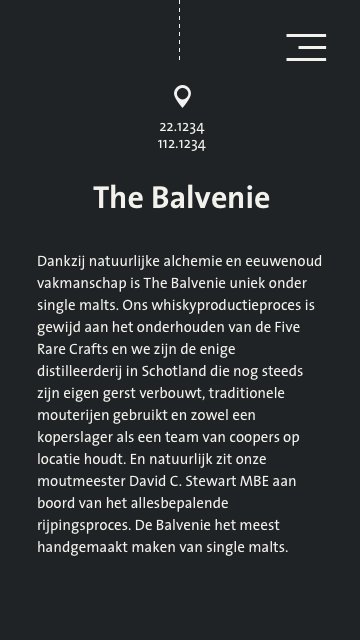 22.1234
112.1234
The Balvenie
Dankzij natuurlijke alchemie en eeuwenoud
vakmanschap is The Balvenie uniek onder
single malts. Ons whiskyproductieproces is
gewijd aan het onderhouden van de Five
Rare Crafts en we zijn de enige
distilleerderij in Schotland die nog steeds
zijn eigen gerst verbouwt, traditionele
mouterijen gebruikt en zowel een
koperslager als een team van coopers op
locatie houdt. En natuurlijk zit onze
moutmeester David C. Stewart MBE aan
boord van het allesbepalende
rijpingsproces. De Balvenie het meest
handgemaakt maken van single malts.